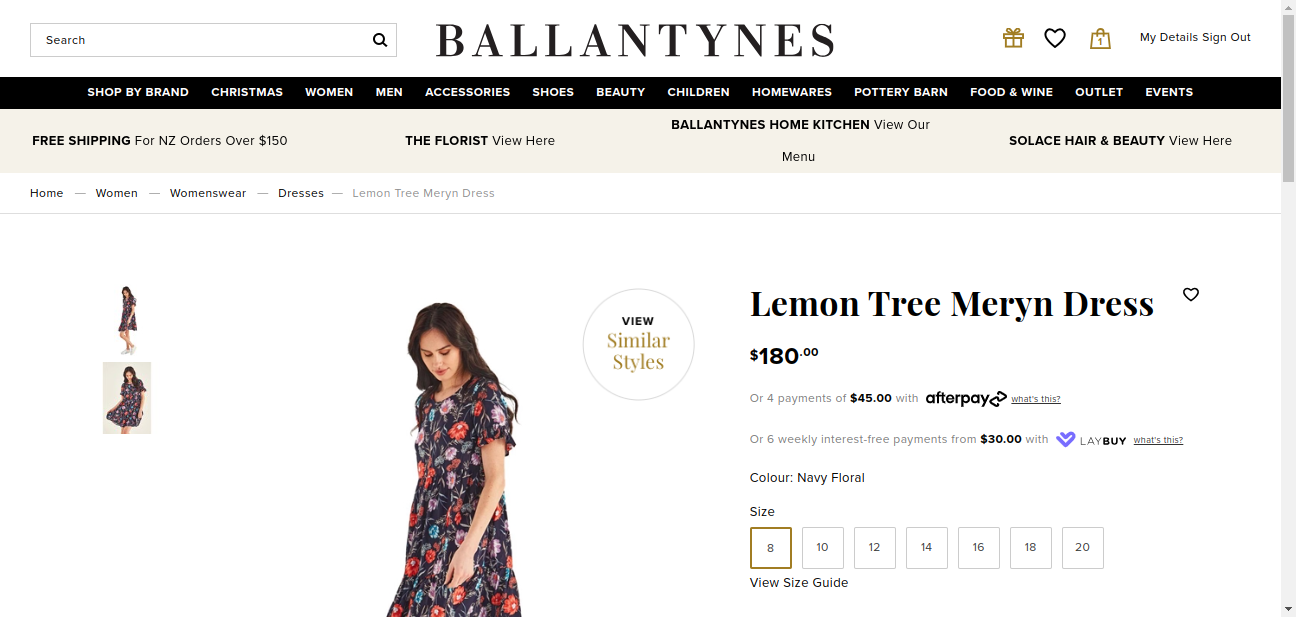 Search
BALLANTYNES
1
My Details Sign Out
SHOP BY BRAND CHRISTMAS WOMEN MEN ACCESSORIES SHOES BEAUTY CHILDREN HOMEWARES POTTERY BARN FOOD & WINE OUTLET EVENTS
FREE SHIPPING For NZ Orders Over $150
THE FLORIST View Here
BALLANTYNES HOME KITCHEN View Our
Menu
SOLACE HAIR & BEAUTY View Here
Home — Women — Womenswear — Dresses — Lemon Tree Meryn Dress
VIEW
Similar
Styles
Lemon Tree Meryn Dress
$180.00
Or 4 payments of $45.00 with afterpay what's this?
Or 6 weekly interest-free payments from $30.00 with LAYBUY what's this?
Colour: Navy Floral
Size
8 10 12 14 16 18 20
View Size Guide